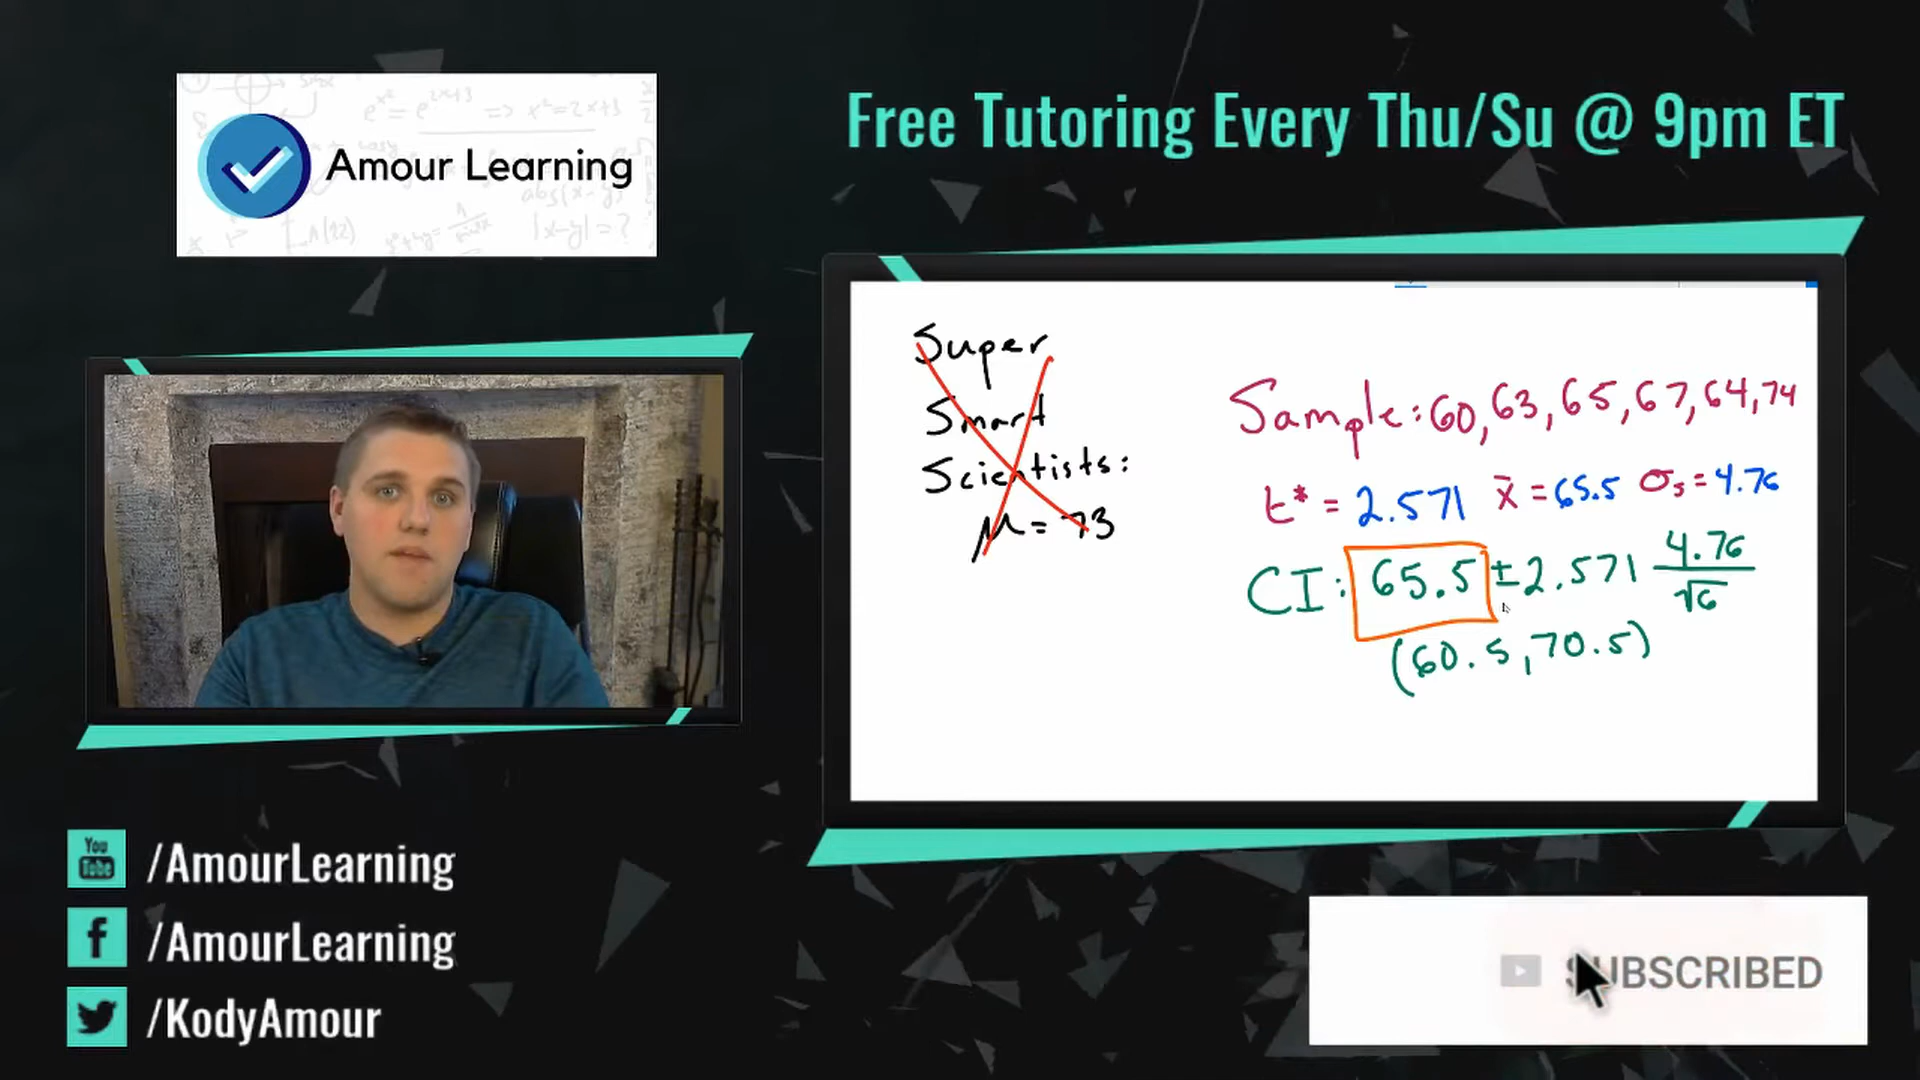 Amour Learning
Free Tutoring Every Thu/Su @ 9pm ET
Super
Smart
Scientists:
μ = 73
Sample: 60, 63, 65, 67, 64, 74
t* = 2.571 x̄ = 65.5 σs = 4.76
CI: 65.5 ± 2.571 4.76/√6
(60.5, 70.5)
You
Tube
/AmourLearning
f
/AmourLearning
/KodyAmour
SUBSCRIBED